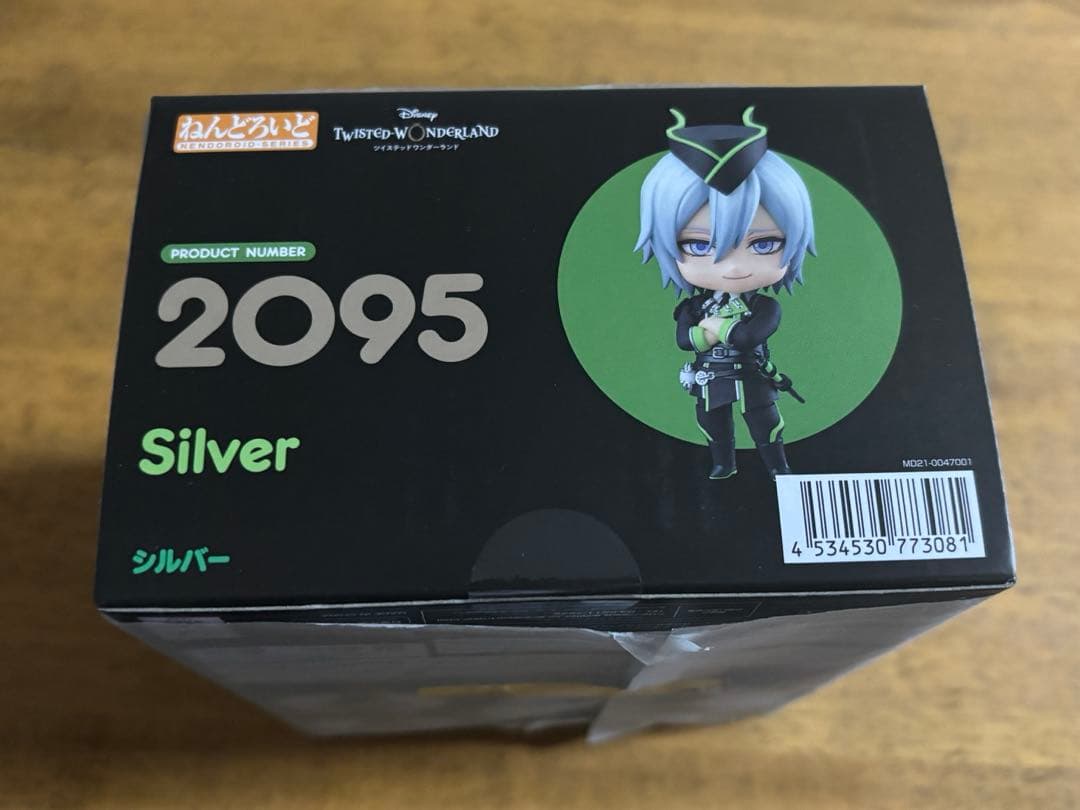 ねんどろいど
NENDOROID-SERIES
Disney
TWISTED-WONDERLAND
ツイステッドワンダーランド
PRODUCT NUMBER
2095
Silver
シルバー
MD21-0047001
4 534530 773081